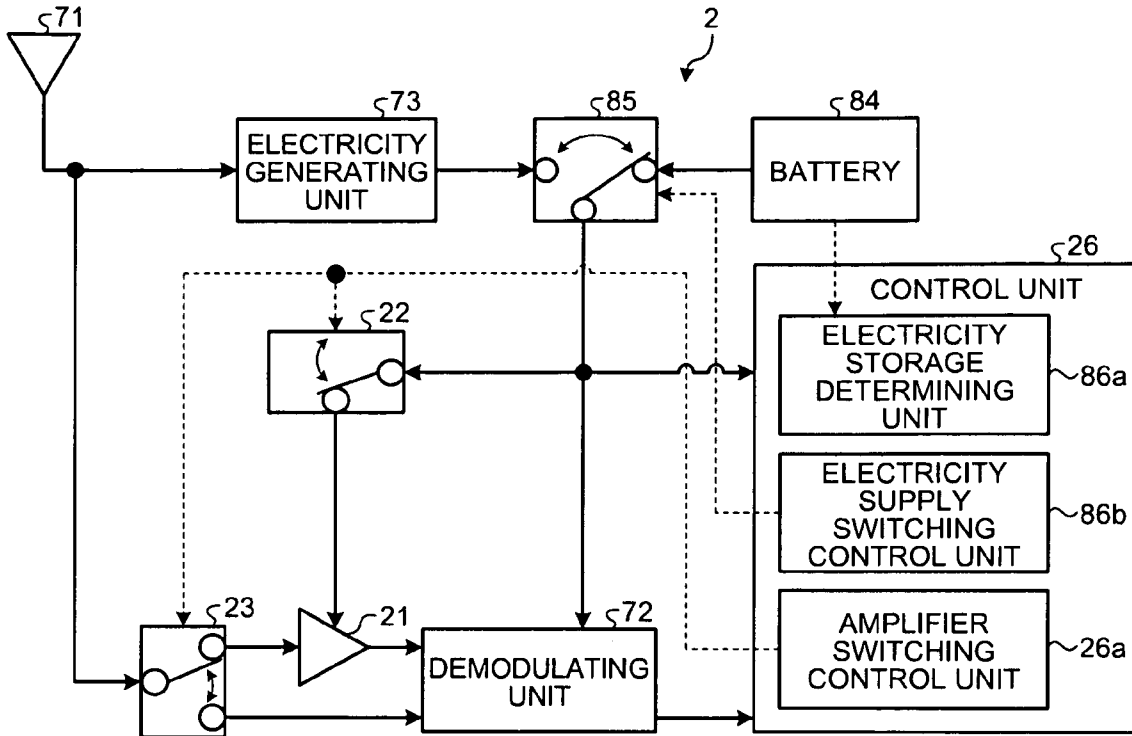 71
2
73
85
84
ELECTRICITY
GENERATING
UNIT
BATTERY
26
CONTROL UNIT
22
ELECTRICITY
STORAGE
DETERMINING
UNIT
86a
ELECTRICITY
SUPPLY
SWITCHING
CONTROL UNIT
86b
23
21
72
DEMODULATING
UNIT
AMPLIFIER
SWITCHING
CONTROL UNIT
26a